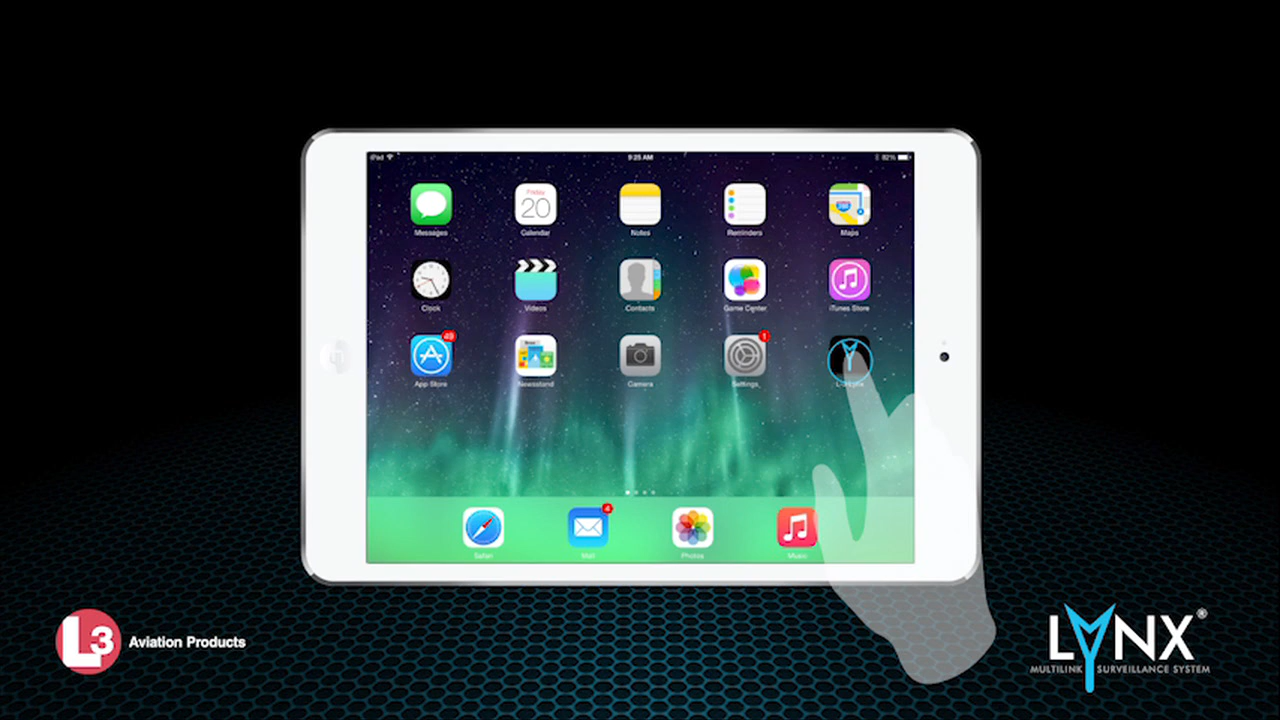 iPad 9:25 AM 82%
Friday
20
Messages Calendar Notes Reminders Maps
Clock Videos Contacts Game Center iTunes Store
49 1
App Store Newsstand Camera Settings
4
Safari Mail Photos Music
L3 Aviation Products
LYNX®
MULTILINK SURVEILLANCE SYSTEM